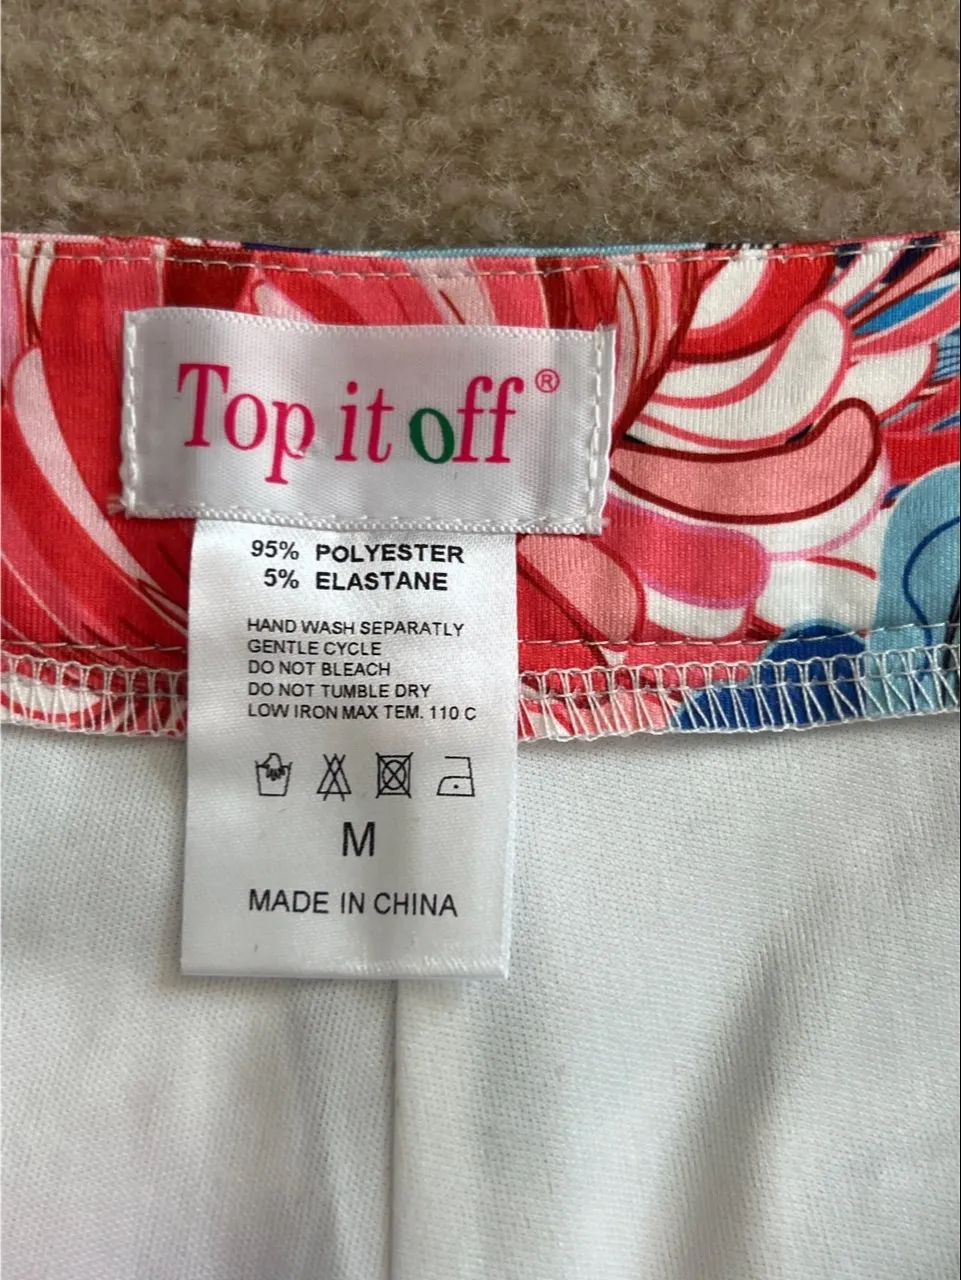 Top it off®
95% POLYESTER
5% ELASTANE
HAND WASH SEPARATLY
GENTLE CYCLE
DO NOT BLEACH
DO NOT TUMBLE DRY
LOW IRON MAX TEM. 110 C
M
MADE IN CHINA